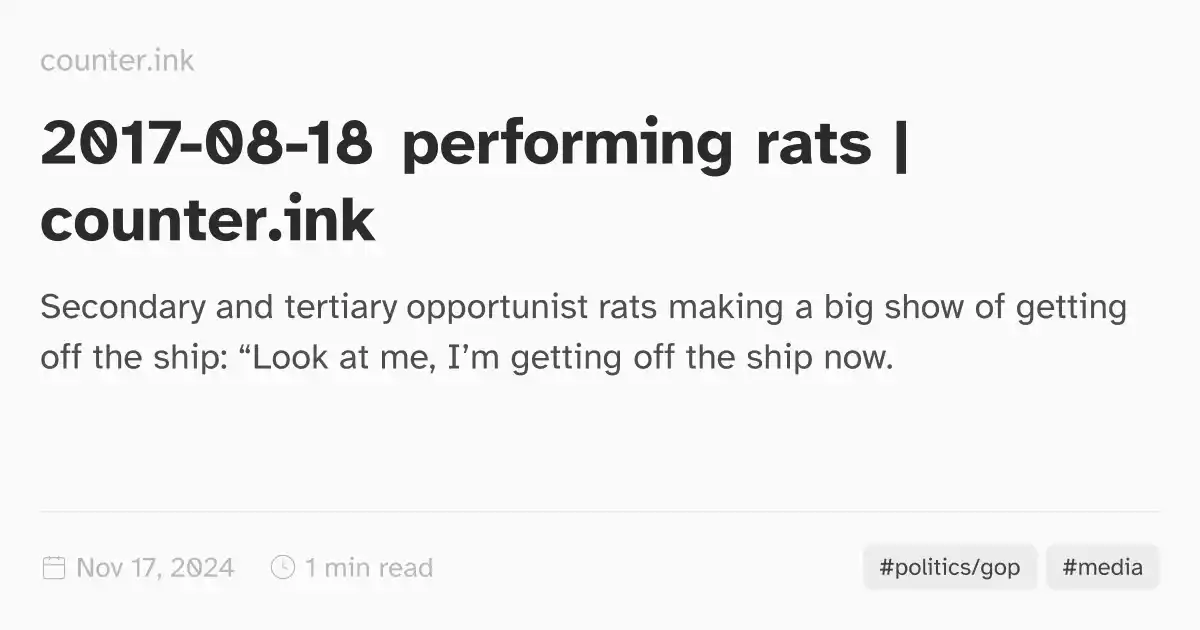 counter.ink
2017-08-18 performing rats |
counter.ink
Secondary and tertiary opportunist rats making a big show of getting
off the ship: “Look at me, I’m getting off the ship now.
Nov 17, 2024 1 min read #politics/gop #media